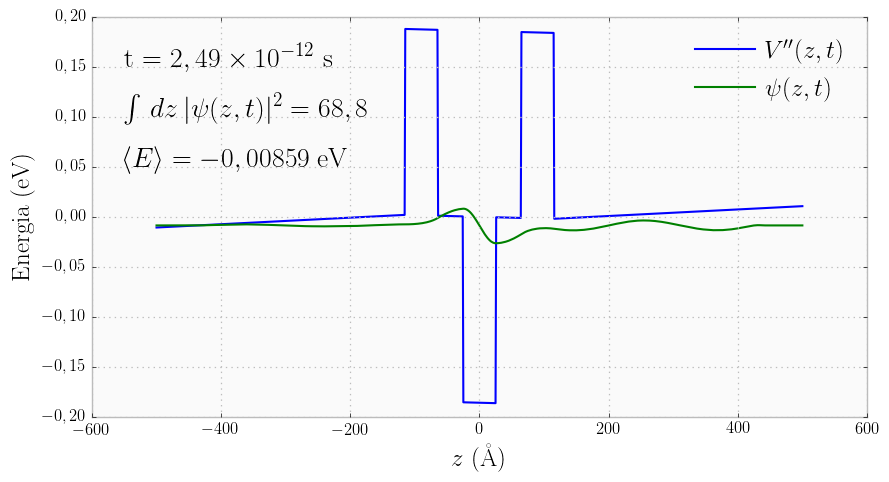 0,20
0,15
0,10
0,05
0,00
−0,05
−0,10
−0,15
−0,20
Energia (eV)
t = 2,49 × 10⁻¹² s
∫ dz |ψ(z,t)|² = 68,8
⟨E⟩ = −0,00859 eV
V′′(z,t)
ψ(z,t)
−600 −400 −200 0 200 400 600
z (Å)